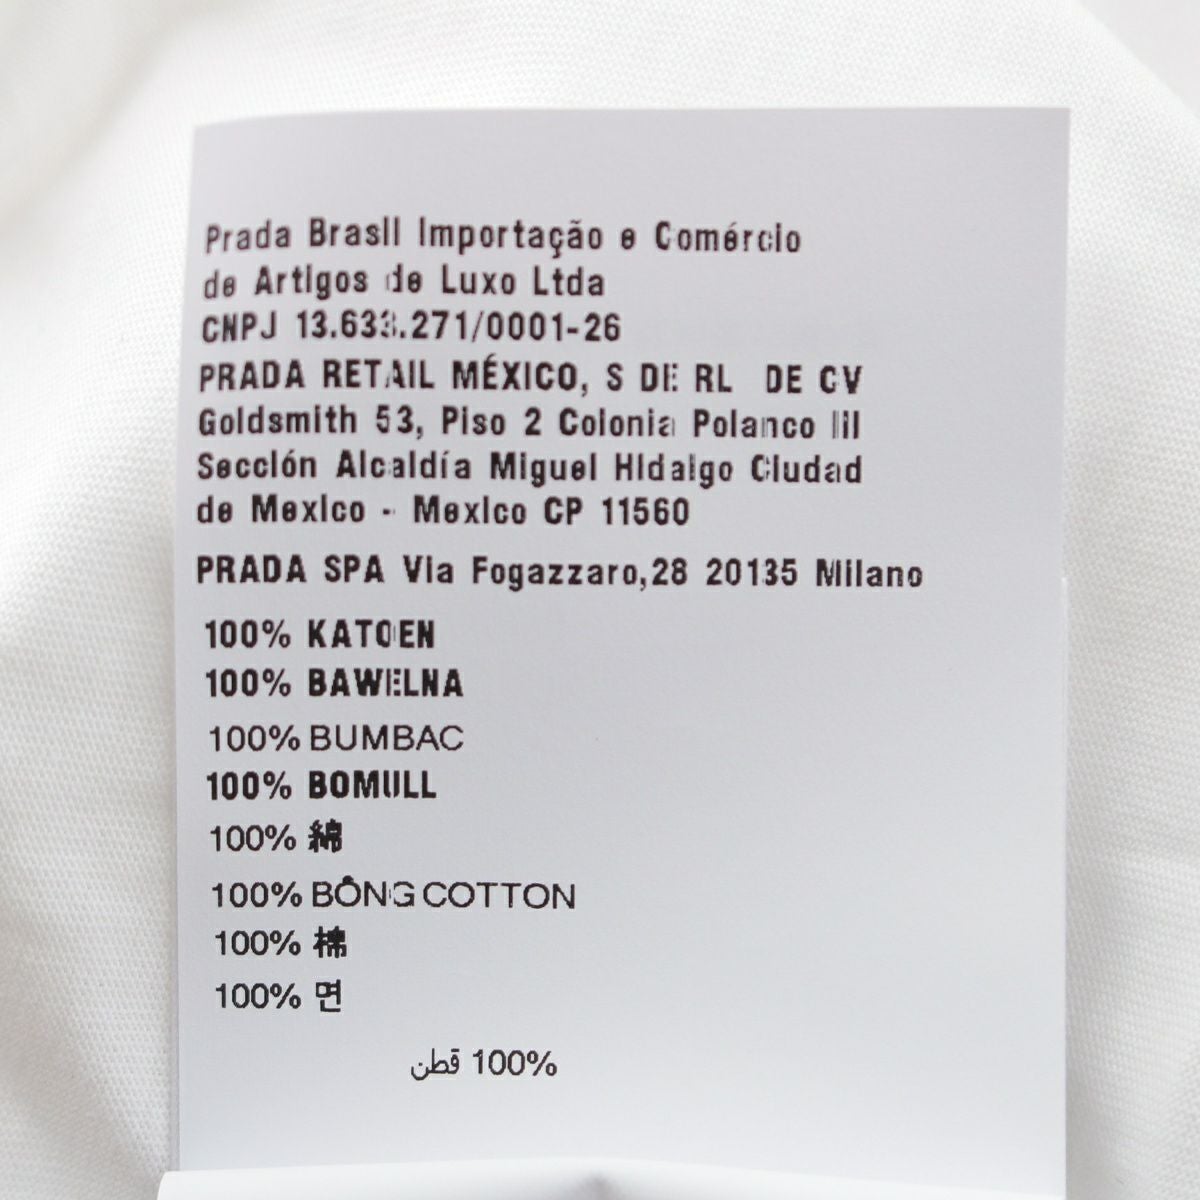 Prada Brasil Importação e Comércio
de Artigos de Luxo Ltda
CNPJ 13.633.271/0001-26
PRADA RETAIL MÉXICO, S DE RL DE CV
Goldsmith 53, Piso 2 Colonia Polanco III
Sección Alcaldía Miguel Hidalgo Ciudad
de Mexico - Mexico CP 11560
PRADA SPA Via Fogazzaro,28 20135 Milano
100% KATOEN
100% BAWELNA
100% BUMBAC
100% BOMULL
100% 綿
100% BÔNG COTTON
100% 棉
100% 면
100% قطن